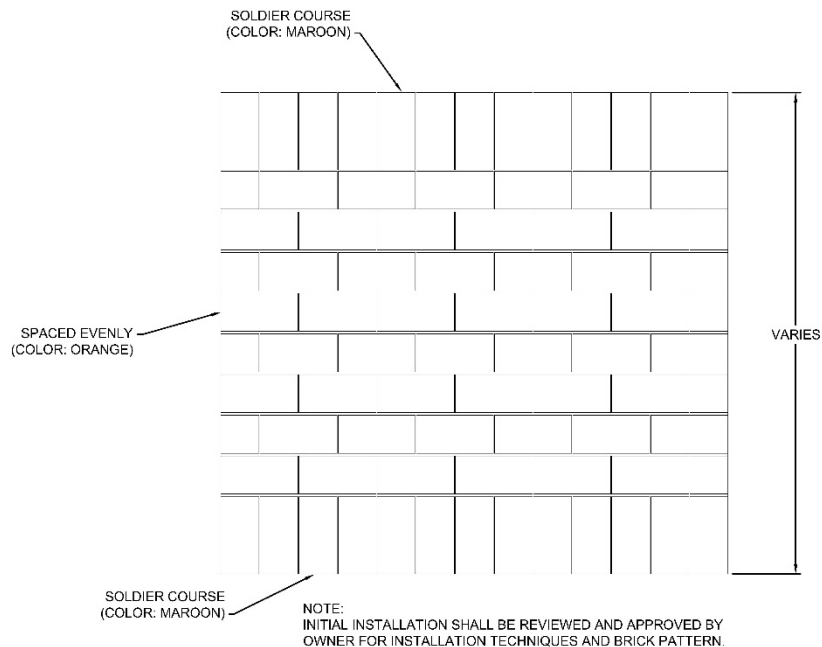 SOLDIER COURSE
(COLOR: MAROON)
SPACED EVENLY
(COLOR: ORANGE)
VARIES
SOLDIER COURSE
(COLOR: MAROON)
NOTE:
INITIAL INSTALLATION SHALL BE REVIEWED AND APPROVED BY
OWNER FOR INSTALLATION TECHNIQUES AND BRICK PATTERN.